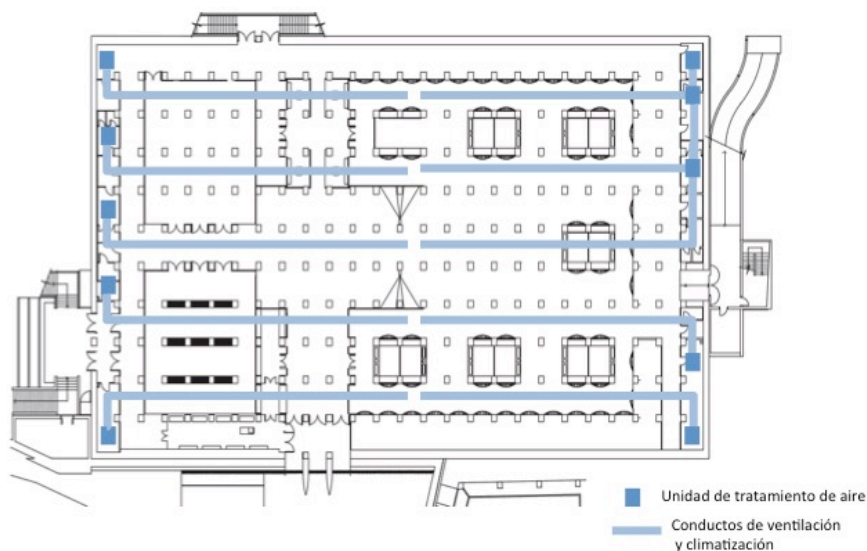 Unidad de tratamiento de aire
Conductos de ventilación
y climatización